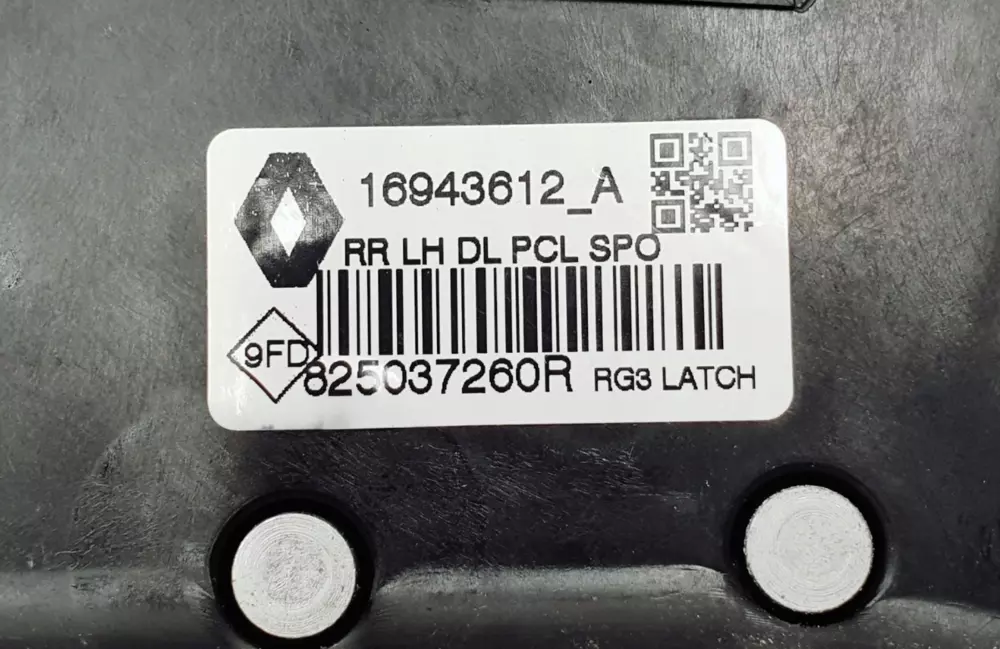 16943612_A
RR LH DL PCL SPO
9FD
825037260R RG3 LATCH